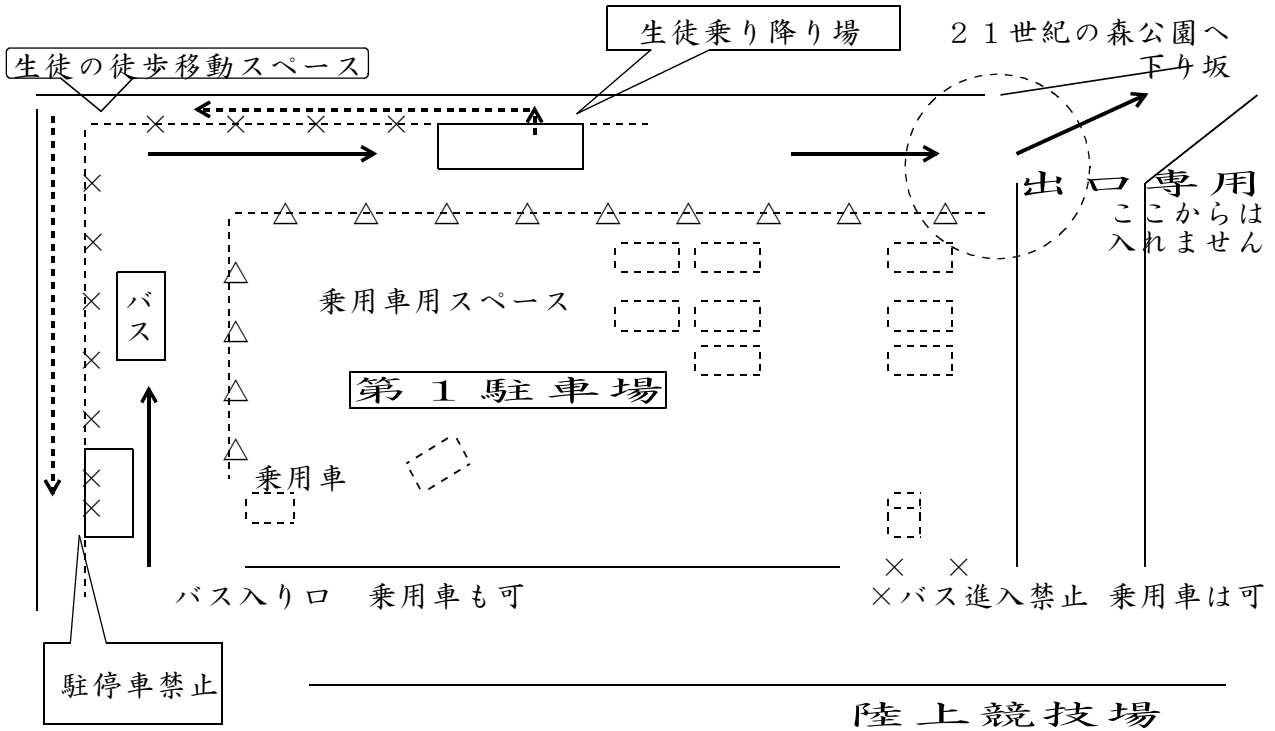 生徒乗り降り場
２１世紀の森公園へ
下り坂
生徒の徒歩移動スペース
出口専用
ここからは
入れません
バス
乗用車用スペース
第１駐車場
乗用車
バス入り口　乗用車も可
×バス進入禁止 乗用車は可
駐停車禁止
陸上競技場